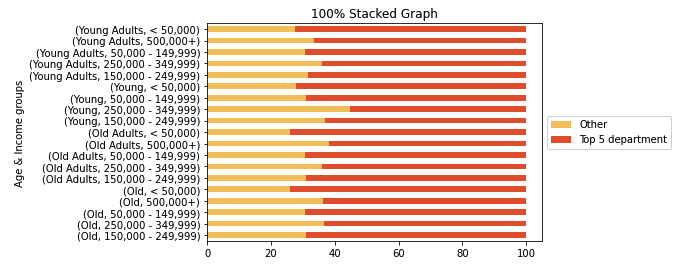 100% Stacked Graph
Age & Income groups
(Young Adults, < 50,000)
(Young Adults, 500,000+)
(Young Adults, 50,000 - 149,999)
(Young Adults, 250,000 - 349,999)
(Young Adults, 150,000 - 249,999)
(Young, < 50,000)
(Young, 50,000 - 149,999)
(Young, 250,000 - 349,999)
(Young, 150,000 - 249,999)
(Old Adults, < 50,000)
(Old Adults, 500,000+)
(Old Adults, 50,000 - 149,999)
(Old Adults, 250,000 - 349,999)
(Old Adults, 150,000 - 249,999)
(Old, < 50,000)
(Old, 500,000+)
(Old, 50,000 - 149,999)
(Old, 250,000 - 349,999)
(Old, 150,000 - 249,999)
0 20 40 60 80 100
Other
Top 5 department